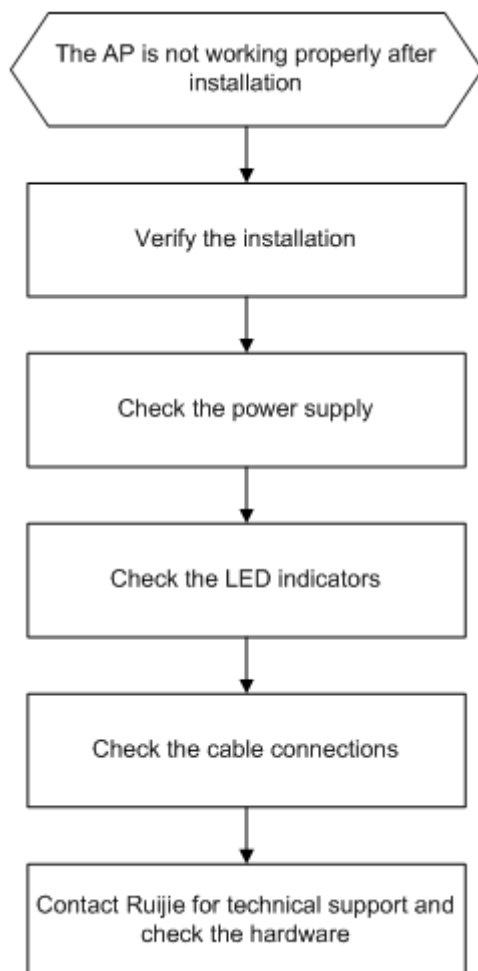 The AP is not working properly after
installation
Verify the installation
Check the power supply
Check the LED indicators
Check the cable connections
Contact Ruijie for technical support and
check the hardware